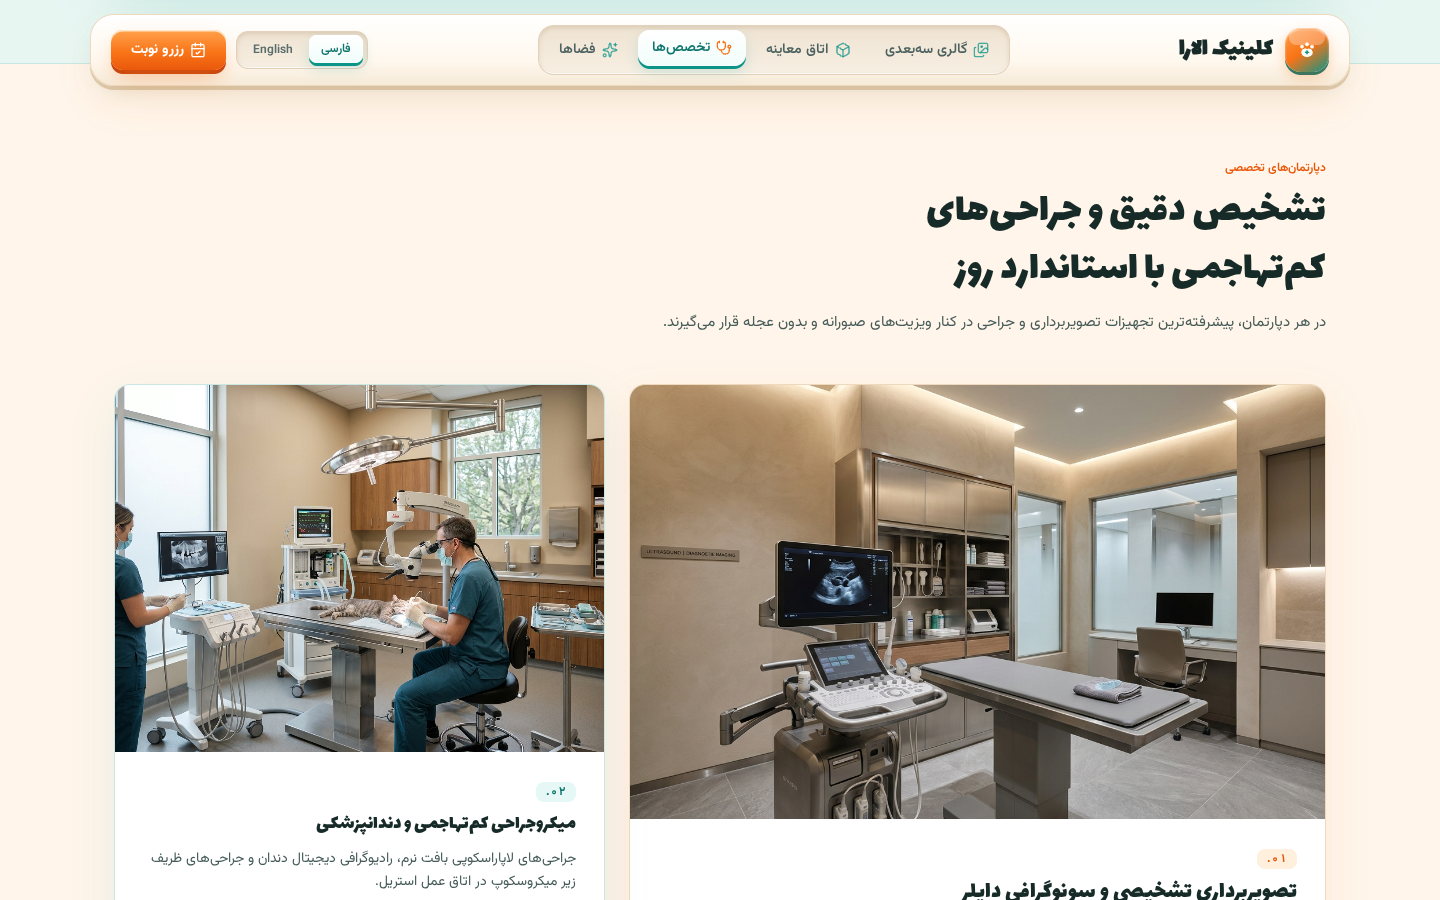 کلینیک الارا
گالری سه‌بعدی
اتاق معاینه
تخصص‌ها
فضاها
فارسی
English
رزرو نوبت
دپارتمان‌های تخصصی
تشخیص دقیق و جراحی‌های
کم‌تهاجمی با استاندارد روز
در هر دپارتمان، پیشرفته‌ترین تجهیزات تصویربرداری و جراحی در کنار ویزیت‌های صبورانه و بدون عجله قرار می‌گیرند.
ULTRASOUND | DIAGNOSTIC IMAGING
۰۱.
تصویربرداری تشخیصی و سونوگرافی داپلر
۰۲.
میکروجراحی کم‌تهاجمی و دندانپزشکی
جراحی‌های لاپاراسکوپی بافت نرم، رادیوگرافی دیجیتال دندان و جراحی‌های ظریف
زیر میکروسکوپ در اتاق عمل استریل.